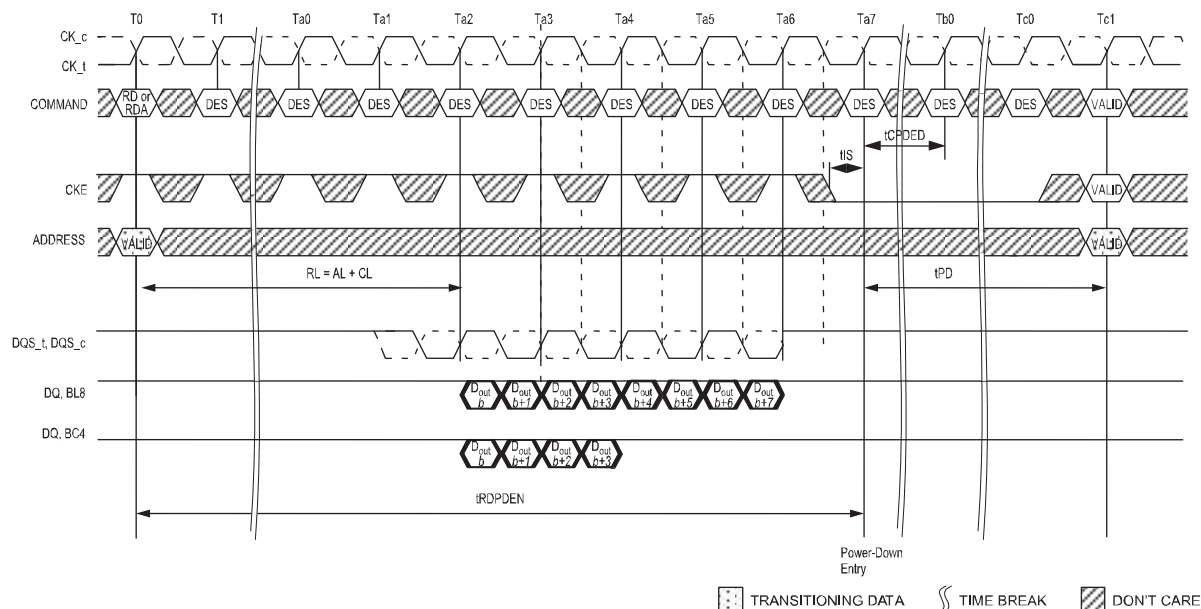 T0 T1 Ta0 Ta1 Ta2 Ta3 Ta4 Ta5 Ta6 Ta7 Tb0 Tc0 Tc1
CK_c
CK_t
COMMAND RD or RDA DES DES DES DES DES DES DES DES DES DES DES VALID
tCPDED
tIS
CKE VALID
ADDRESS VALID VALID
RL = AL + CL tPD
DQS_t, DQS_c
DQ, BL8 Dout b Dout b+1 Dout b+2 Dout b+3 Dout b+4 Dout b+5 Dout b+6 Dout b+7
DQ, BC4 Dout b Dout b+1 Dout b+2 Dout b+3
tRDPDEN
Power-Down
Entry
TRANSITIONING DATA TIME BREAK DON'T CARE